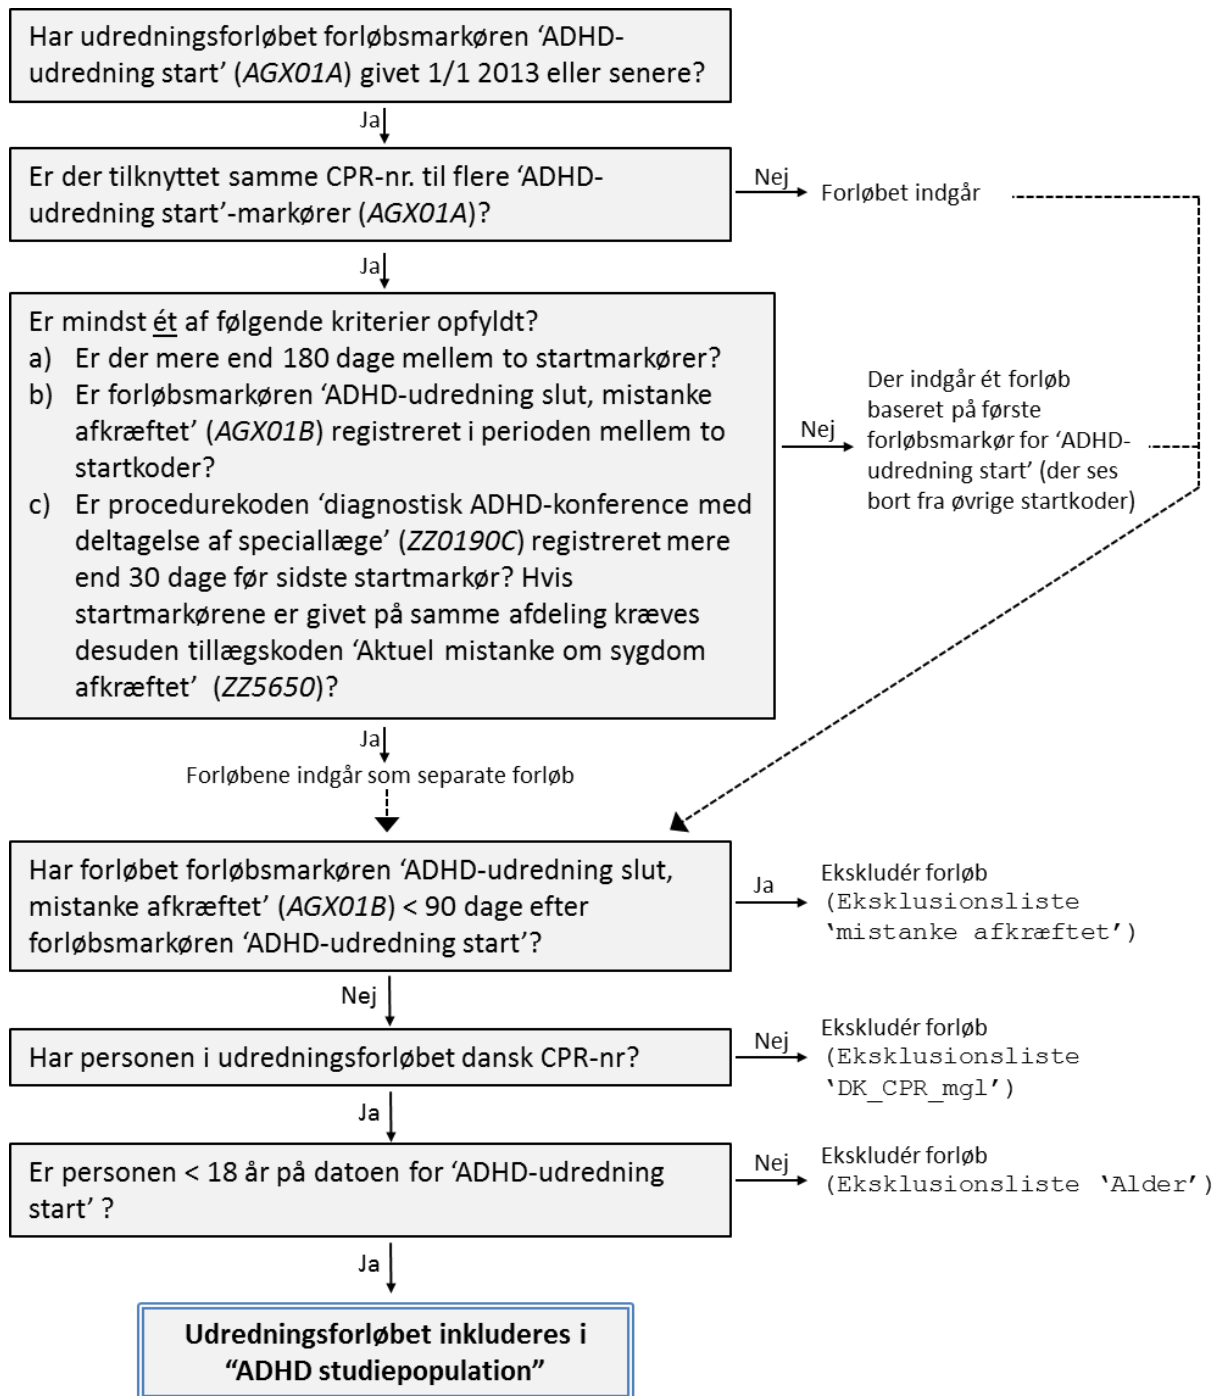 Har udredningsforløbet forløbsmarkøren ‘ADHD-
udredning start’ (AGX01A) givet 1/1 2013 eller senere?
Ja
Er der tilknyttet samme CPR-nr. til flere ‘ADHD-
udredning start’-markører (AGX01A)?
Nej
Forløbet indgår
Ja
Er mindst ét af følgende kriterier opfyldt?
a) Er der mere end 180 dage mellem to startmarkører?
b) Er forløbsmarkøren ‘ADHD-udredning slut, mistanke
afkræftet’ (AGX01B) registreret i perioden mellem to
startkoder?
c) Er procedurekoden ‘diagnostisk ADHD-konference med
deltagelse af speciallæge’ (ZZ0190C) registreret mere
end 30 dage før sidste startmarkør? Hvis
startmarkørene er givet på samme afdeling kræves
desuden tillægskoden ‘Aktuel mistanke om sygdom
afkræftet’ (ZZ5650)?
Nej
Der indgår ét forløb
baseret på første
forløbsmarkør for ‘ADHD-
udredning start’ (der ses
bort fra øvrige startkoder)
Ja
Forløbene indgår som separate forløb
Har forløbet forløbsmarkøren ‘ADHD-udredning slut,
mistanke afkræftet’ (AGX01B) < 90 dage efter
forløbsmarkøren ‘ADHD-udredning start’?
Ja
Ekskludér forløb
(Eksklusionsliste
‘mistanke afkræftet’)
Nej
Har personen i udredningsforløbet dansk CPR-nr?
Nej
Ekskludér forløb
(Eksklusionsliste
‘DK_CPR_mgl’)
Ja
Er personen < 18 år på datoen for ‘ADHD-udredning
start’ ?
Nej
Ekskludér forløb
(Eksklusionsliste ‘Alder’)
Ja
Udredningsforløbet inkluderes i
“ADHD studiepopulation”